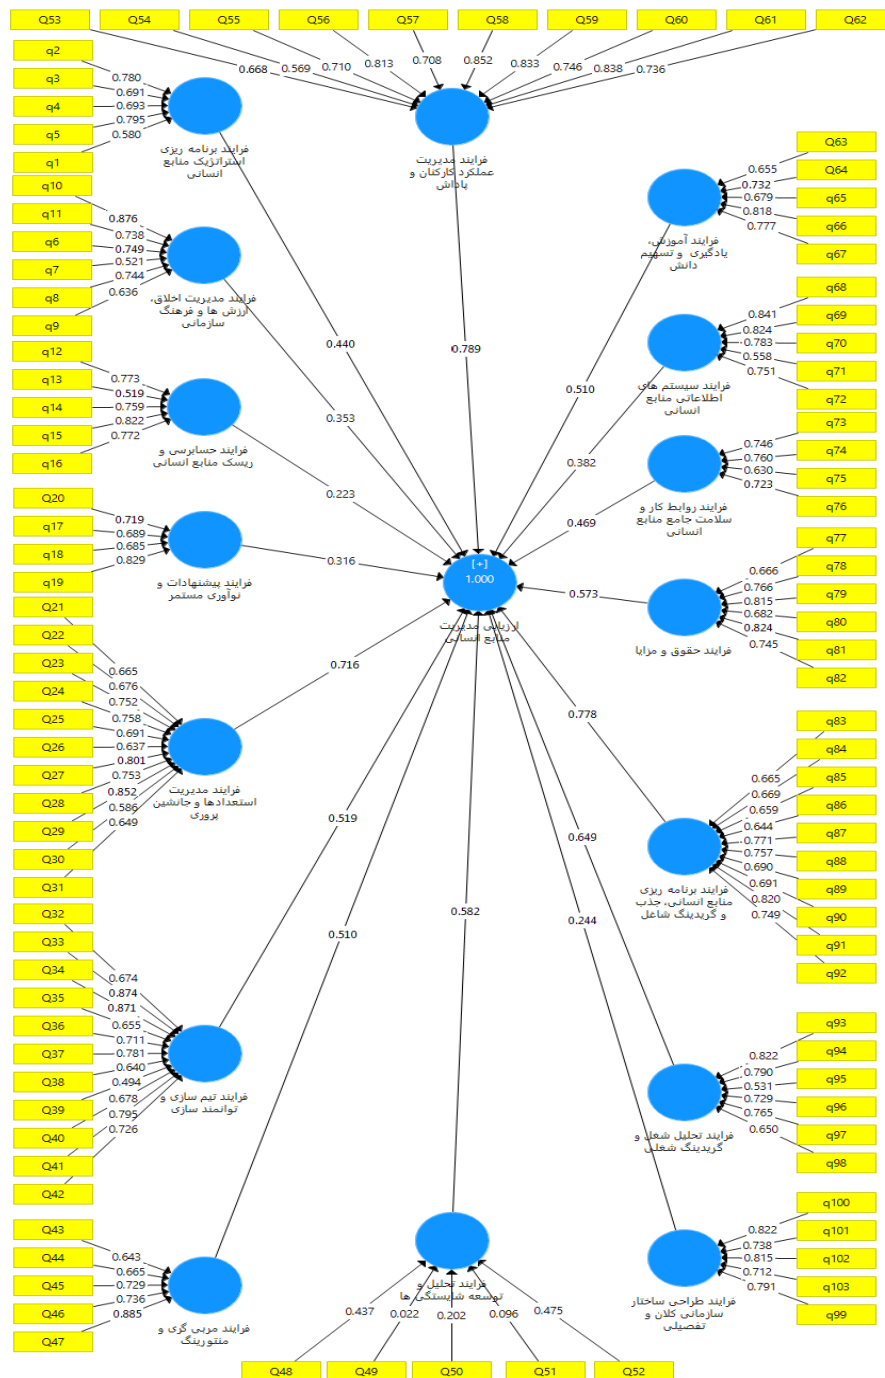 Q53
Q54
Q55
Q56
Q57
Q58
Q59
Q60
Q61
Q62
0.668
0.569
0.710
0.813
0.708
0.852
0.833
0.746
0.838
0.736
فرایند مدیریت
عملکرد کارکنان و
پاداش
0.789
q2
q3
q4
q5
q1
0.780
0.691
0.693
0.795
0.580
فرایند برنامه ریزی
استراتژیک منابع
انسانی
0.440
q10
q11
q6
q7
q8
q9
0.876
0.738
0.749
0.521
0.744
0.636
فرایند مدیریت اخلاق،
ارزش ها و فرهنگ
سازمانی
0.353
q12
q13
q14
q15
q16
0.773
0.519
0.759
0.822
0.772
فرایند حسابرسی و
ریسک منابع انسانی
0.223
Q20
q17
q18
q19
0.719
0.689
0.685
0.829
فرایند پیشنهادات و
نوآوری مستمر
0.316
Q21
Q22
Q23
Q24
Q25
Q26
Q27
Q28
Q29
Q30
Q31
0.665
0.676
0.752
0.758
0.691
0.637
0.801
0.753
0.852
0.586
0.649
فرایند مدیریت
استعدادها و جانشین
پروری
0.716
Q32
Q33
Q34
Q35
Q36
Q37
Q38
Q39
Q40
Q41
Q42
0.674
0.874
0.871
0.655
0.711
0.781
0.640
0.494
0.678
0.795
0.726
فرایند تیم سازی و
توانمند سازی
0.519
Q43
Q44
Q45
Q46
Q47
0.643
0.665
0.729
0.736
0.885
فرایند مربی گری و
منتورینگ
0.510
[+]
1.000
ارزیابی مدیریت
منابع انسانی
Q63
Q64
q65
q66
q67
0.655
0.732
0.679
0.818
0.777
فرایند آموزش،
یادگیری و تسهیم
دانش
0.510
q68
q69
q70
q71
q72
0.841
0.824
0.783
0.558
0.751
فرایند سیستم های
اطلاعاتی منابع
انسانی
0.382
q73
q74
q75
q76
0.746
0.760
0.630
0.723
فرایند روابط کار و
سلامت جامع منابع
انسانی
0.469
q77
q78
q79
q80
q81
q82
0.666
0.766
0.815
0.682
0.824
0.745
فرایند حقوق و مزایا
0.573
q83
q84
q85
q86
q87
q88
q89
q90
q91
q92
0.665
0.669
0.659
0.644
0.771
0.757
0.690
0.691
0.820
0.749
فرایند برنامه ریزی
منابع انسانی، جذب
و گریدینگ شاغل
0.778
q93
q94
q95
q96
q97
q98
0.822
0.790
0.531
0.729
0.765
0.650
فرایند تحلیل شغل و
گریدینگ شغلی
0.649
q100
q101
q102
q103
q99
0.822
0.738
0.815
0.712
0.791
فرایند طراحی ساختار
سازمانی کلان و
تفصیلی
0.244
0.582
فرایند تحلیل و
توسعه شایستگی ها
0.437
0.022
0.202
0.096
0.475
Q48
Q49
Q50
Q51
Q52